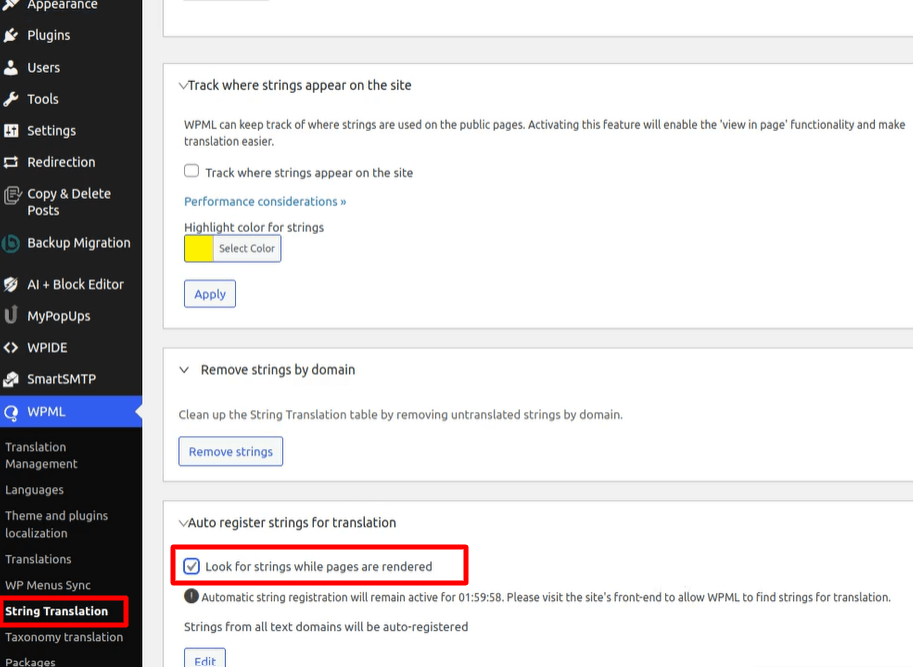 Appearance
Plugins
Users
Tools
Settings
Redirection
Copy & Delete
Posts
Backup Migration
AI + Block Editor
MyPopUps
WPIDE
SmartSMTP
WPML
Translation
Management
Languages
Theme and plugins
localization
Translations
WP Menus Sync
String Translation
Taxonomy translation
Packages
Track where strings appear on the site
WPML can keep track of where strings are used on the public pages. Activating this feature will enable the 'view in page' functionality and make
translation easier.
Track where strings appear on the site
Performance considerations »
Highlight color for strings
Select Color
Apply
Remove strings by domain
Clean up the String Translation table by removing untranslated strings by domain.
Remove strings
Auto register strings for translation
Look for strings while pages are rendered
Automatic string registration will remain active for 01:59:58. Please visit the site's front-end to allow WPML to find strings for translation.
Strings from all text domains will be auto-registered
Edit